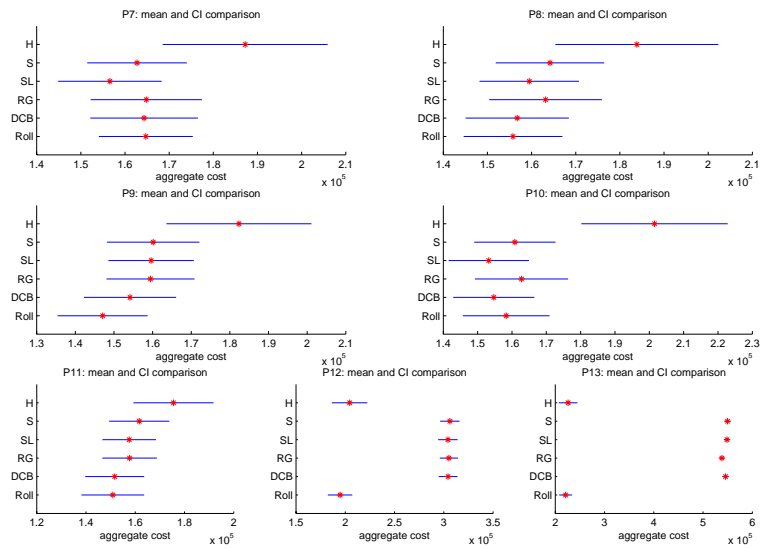 P7: mean and CI comparison
H
S
SL
RG
DCB
Roll
1.4 1.5 1.6 1.7 1.8 1.9 2 2.1
aggregate cost
x 10^5
P8: mean and CI comparison
H
S
SL
RG
DCB
Roll
1.4 1.5 1.6 1.7 1.8 1.9 2 2.1
aggregate cost
x 10^5
P9: mean and CI comparison
H
S
SL
RG
DCB
Roll
1.3 1.4 1.5 1.6 1.7 1.8 1.9 2 2.1
aggregate cost
x 10^5
P10: mean and CI comparison
H
S
SL
RG
DCB
Roll
1.4 1.5 1.6 1.7 1.8 1.9 2 2.1 2.2 2.3
aggregate cost
x 10^5
P11: mean and CI comparison
H
S
SL
RG
DCB
Roll
1.2 1.4 1.6 1.8 2
aggregate cost
x 10^5
P12: mean and CI comparison
H
S
SL
RG
DCB
Roll
1.5 2 2.5 3 3.5
aggregate cost
x 10^5
P13: mean and CI comparison
H
S
SL
RG
DCB
Roll
2 3 4 5 6
aggregate cost
x 10^5